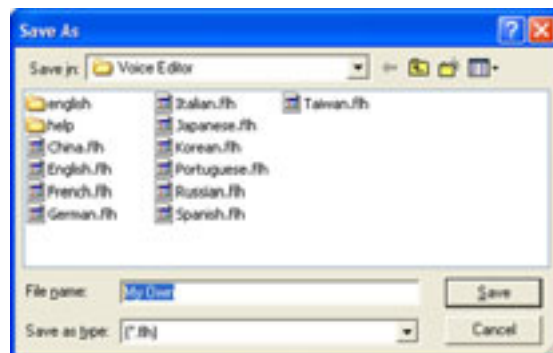 Save As
Save in: Voice Editor
english
help
China.flh
English.flh
French.flh
German.flh
Italian.flh
Japanese.flh
Korean.flh
Portuguese.flh
Russian.flh
Spanish.flh
Taiwan.flh
File name: My Own Save
Save as type: (*.flh) Cancel